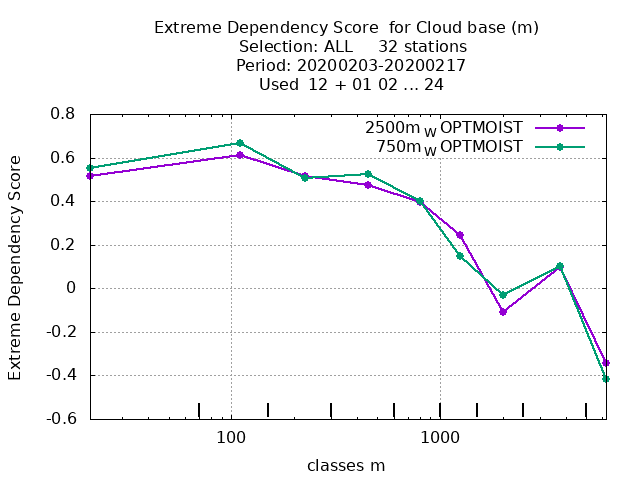 Extreme Dependency Score  for Cloud base (m)
Selection: ALL     32 stations
Period: 20200203-20200217
Used  12 + 01 02 ... 24
2500m_W OPTMOIST
750m_W OPTMOIST
Extreme Dependency Score
0.8
0.6
0.4
0.2
0
-0.2
-0.4
-0.6
100 1000
classes m